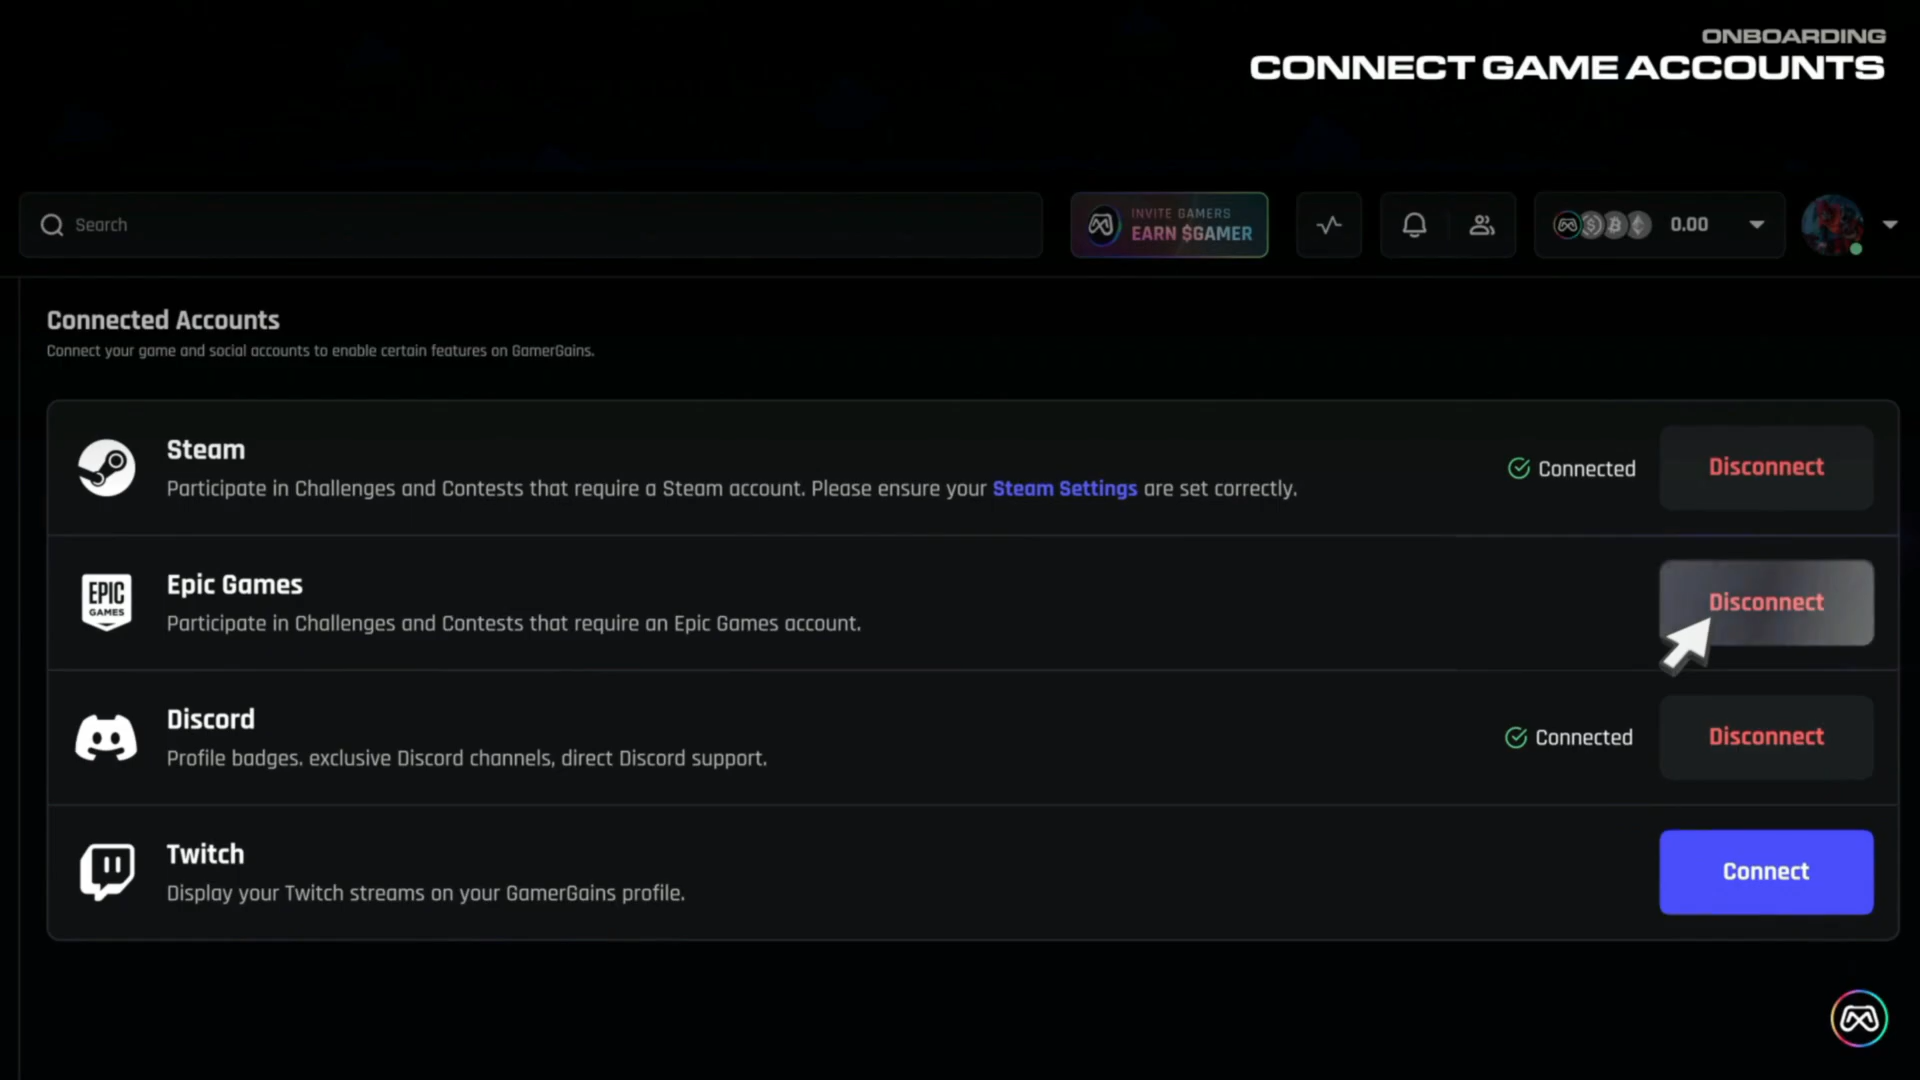 ONBOARDING
CONNECT GAME ACCOUNTS
Search
INVITE GAMERS
EARN $GAMER
0.00
Connected Accounts
Connect your game and social accounts to enable certain features on GamerGains.
Steam
Participate in Challenges and Contests that require a Steam account. Please ensure your Steam Settings are set correctly.
Connected
Disconnect
EPIC
GAMES
Epic Games
Participate in Challenges and Contests that require an Epic Games account.
Disconnect
Discord
Profile badges. exclusive Discord channels, direct Discord support.
Connected
Disconnect
Twitch
Display your Twitch streams on your GamerGains profile.
Connect